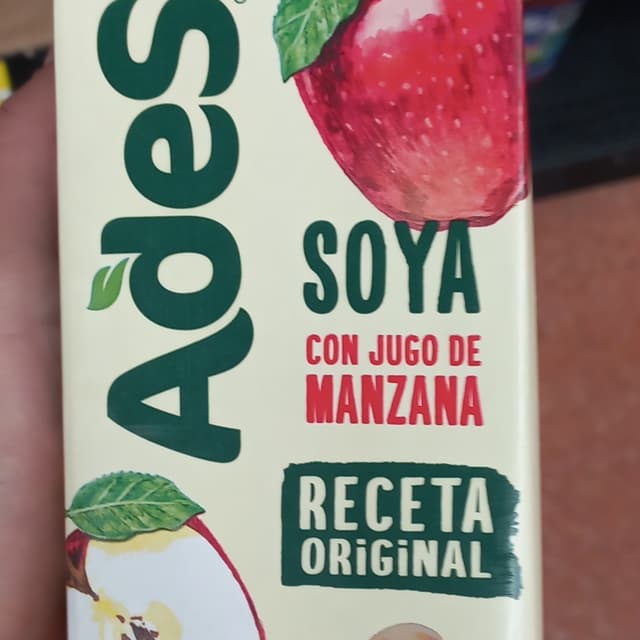 AdeS
SOYA
CON JUGO DE
MANZANA
RECETA
ORiGiNAL